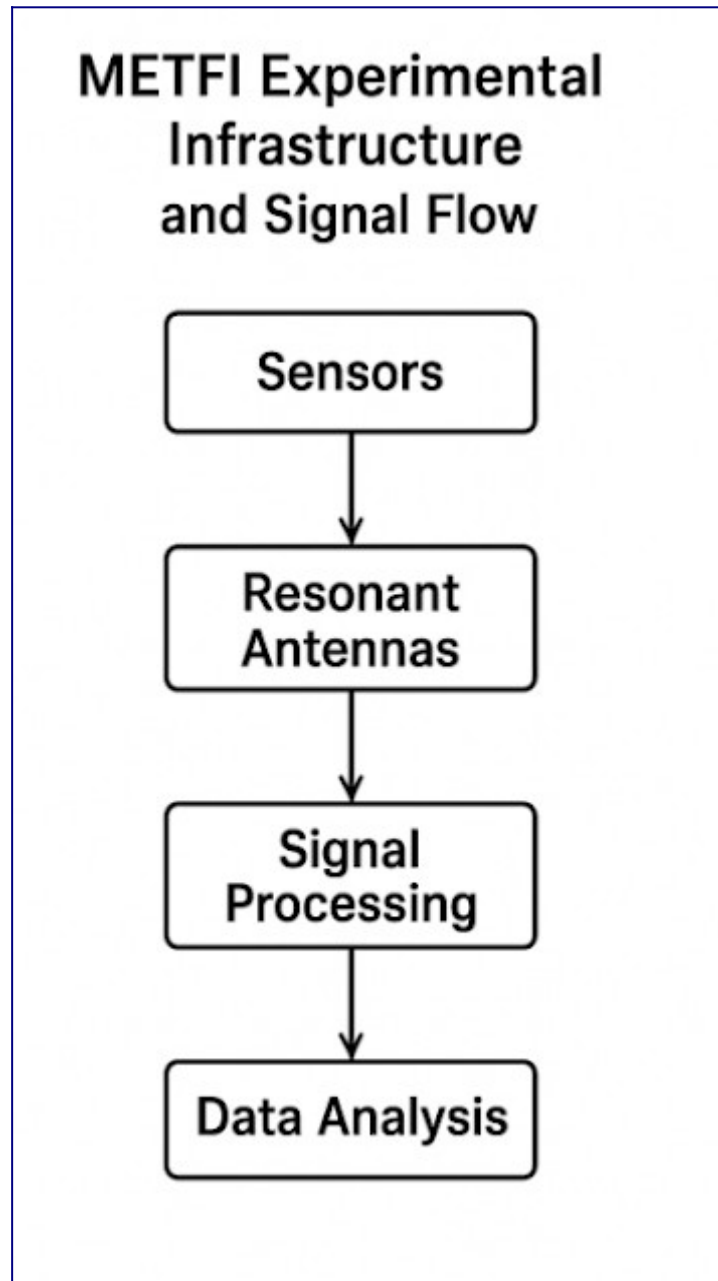 METFI Experimental
Infrastructure
and Signal Flow
Sensors
Resonant
Antennas
Signal
Processing
Data Analysis